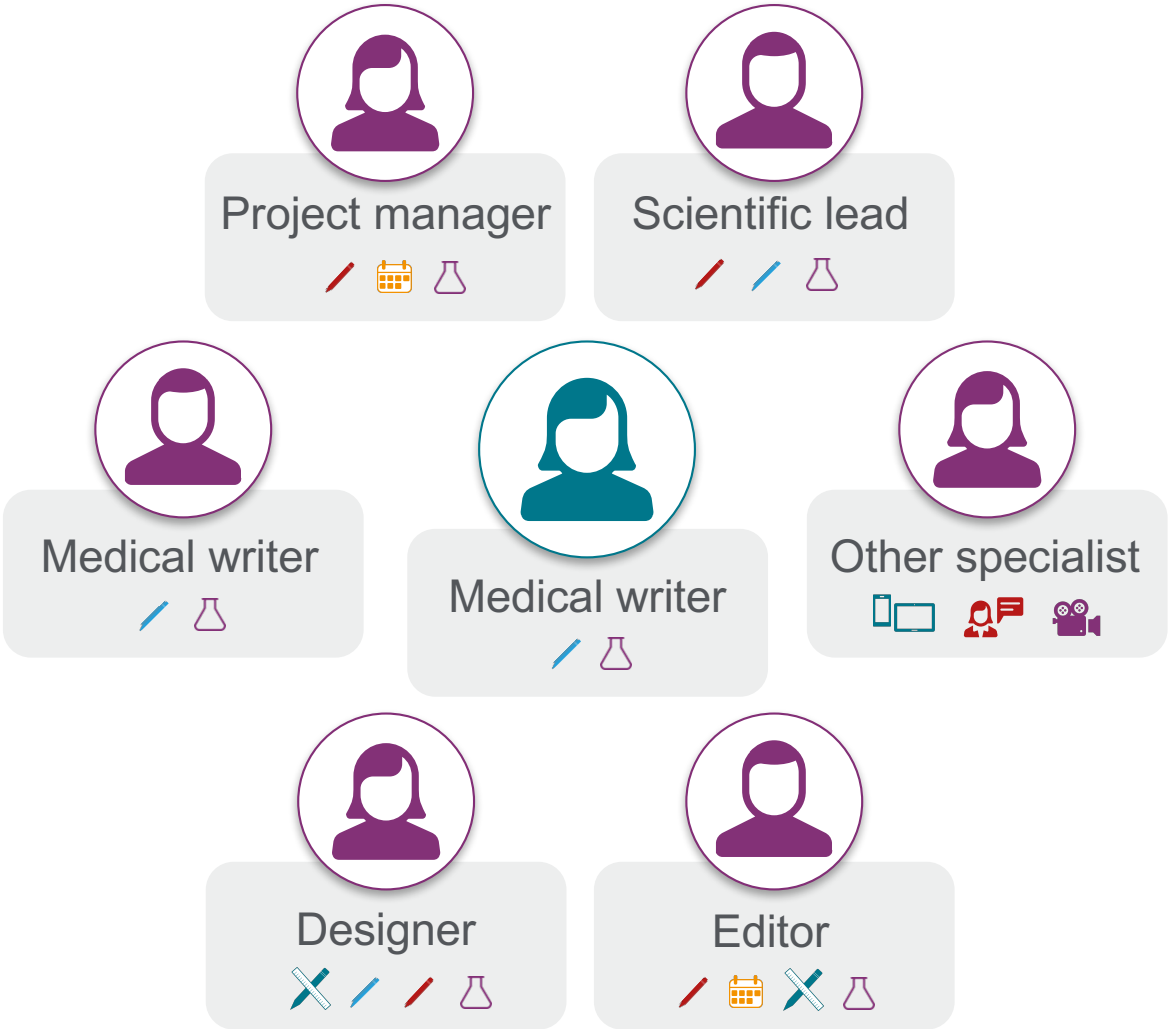 Project manager
Scientific lead
Medical writer
Medical writer
Other specialist
Designer
Editor